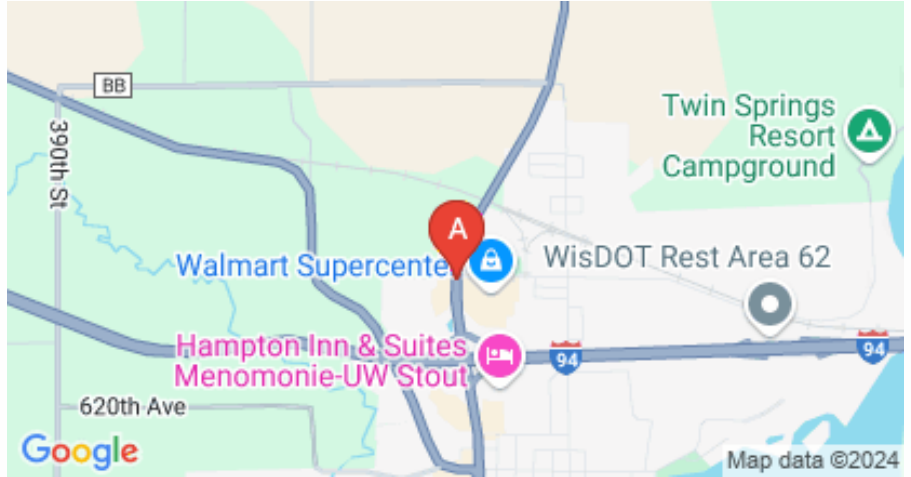 BB
390th St
Twin Springs
Resort
Campground
A
Walmart Supercenter
WisDOT Rest Area 62
Hampton Inn & Suites
Menomonie-UW Stout
94
94
620th Ave
Google
Map data ©2024